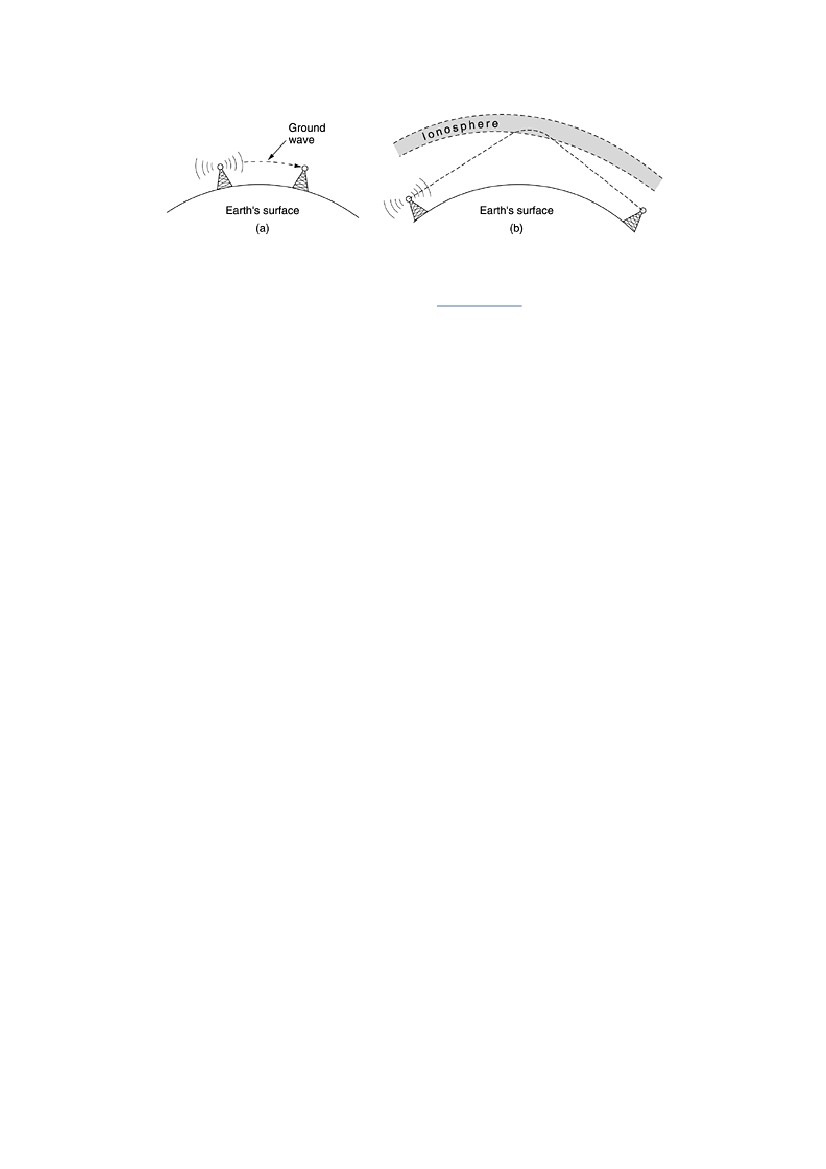 Ground
wave
Earth's surface
(a)
Ionosphere
Earth's surface
(b)